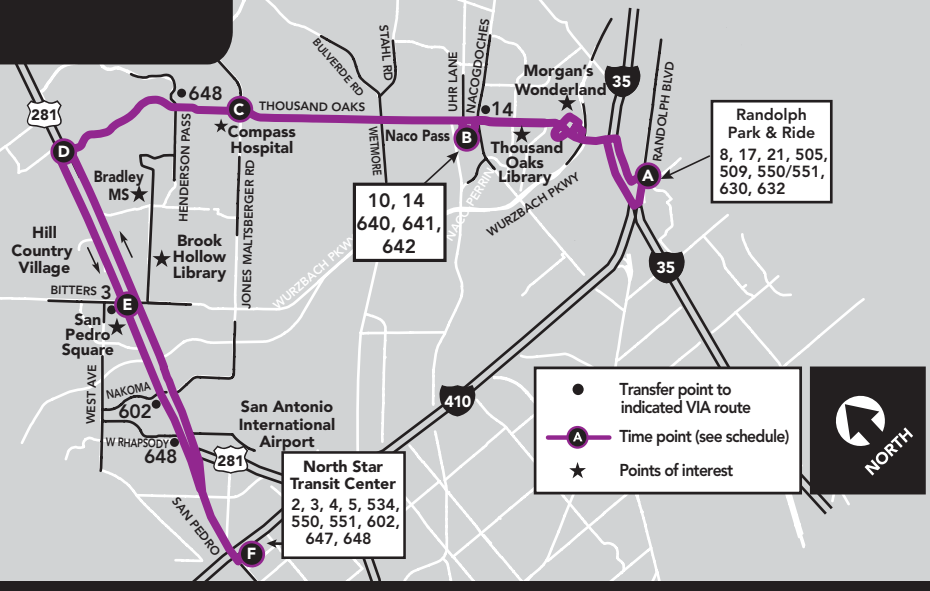 281
648
C
THOUSAND OAKS
Compass
Hospital
HENDERSON PASS
JONES MALTSBERGER RD
D
Bradley
MS
Hill
Country
Village
Brook
Hollow
Library
BITTERS
3
E
San
Pedro
Square
WEST AVE
NAKOMA
602
W RHAPSODY
648
281
SAN PEDRO
San Antonio
International
Airport
North Star
Transit Center
2, 3, 4, 5, 534,
550, 551, 602,
647, 648
F
BULVERDE RD
STAHL RD
WETMORE
UHR LANE
NACOGDOCHES
14
Naco Pass
B
10, 14
640, 641,
642
NACO PERRIN
WURZBACH PKWY
WURZBACH PKWY
Morgan's
Wonderland
Thousand
Oaks
Library
35
RANDOLPH BLVD
A
Randolph
Park & Ride
8, 17, 21, 505,
509, 550/551,
630, 632
35
410
Transfer point to
indicated VIA route
A
Time point (see schedule)
Points of interest
NORTH